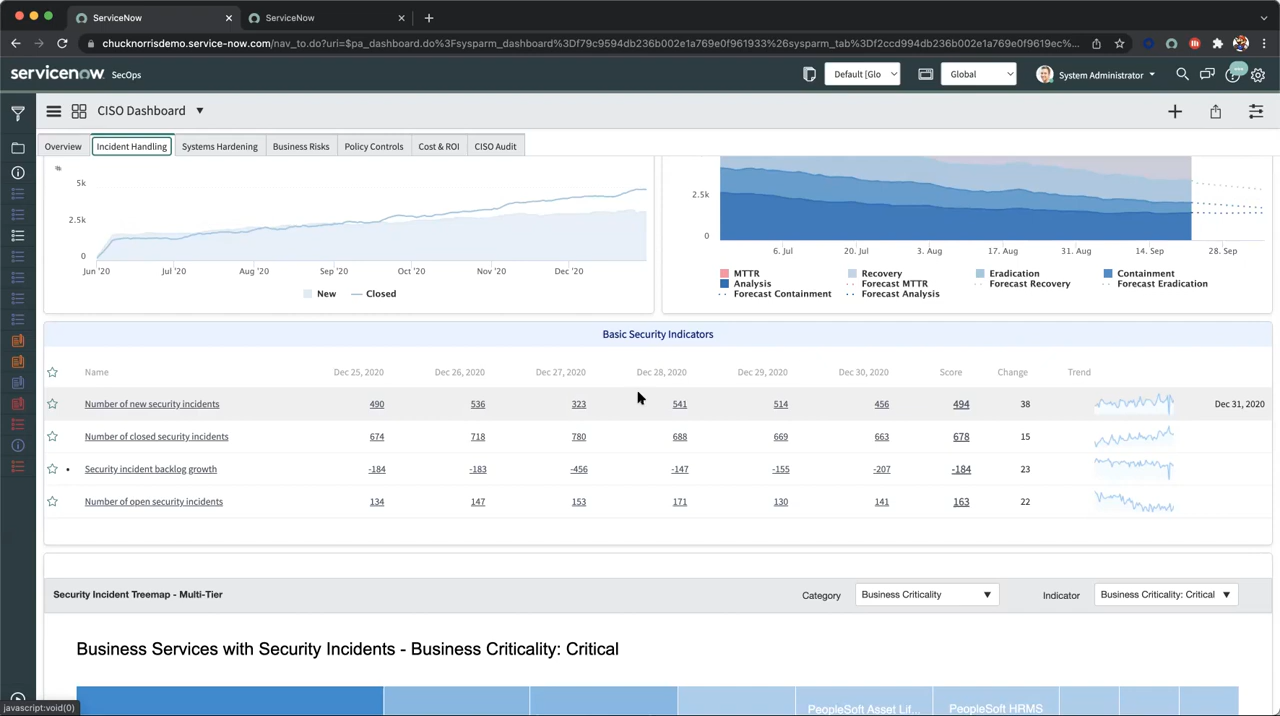 ServiceNow
ServiceNow
chucknorrisdemo.service-now.com/nav_to.do?uri=$pa_dashboard.do%3Fsysparm_dashboard%3Df79c9594db236b002e1a769e0f961933%26sysparm_tab%3Df2ccd994db236b002e1a769e0f9619ec%...
servicenow SecOps
Default [Glo
Global
System Administrator
CISO Dashboard
Overview Incident Handling Systems Hardening Business Risks Policy Controls Cost & ROI CISO Audit
#
5k
2.5k
0
Jun '20 Jul '20 Aug '20 Sep '20 Oct '20 Nov '20 Dec '20
New Closed
2.5k
0
6. Jul 20. Jul 3. Aug 17. Aug 31. Aug 14. Sep 28. Sep
MTTR Recovery Eradication Containment
Analysis Forecast MTTR Forecast Recovery Forecast Eradication
Forecast Containment Forecast Analysis
Basic Security Indicators
Name Dec 25, 2020 Dec 26, 2020 Dec 27, 2020 Dec 28, 2020 Dec 29, 2020 Dec 30, 2020 Score Change Trend
Number of new security incidents 490 536 323 541 514 456 494 38 Dec 31, 2020
Number of closed security incidents 674 718 780 688 669 663 678 15
Security incident backlog growth -184 -183 -456 -147 -155 -207 -184 23
Number of open security incidents 134 147 153 171 130 141 163 22
Security Incident Treemap - Multi-Tier Category Business Criticality Indicator Business Criticality: Critical
Business Services with Security Incidents - Business Criticality: Critical
PeopleSoft Asset Lif... PeopleSoft HRMS
javascript:void(0)